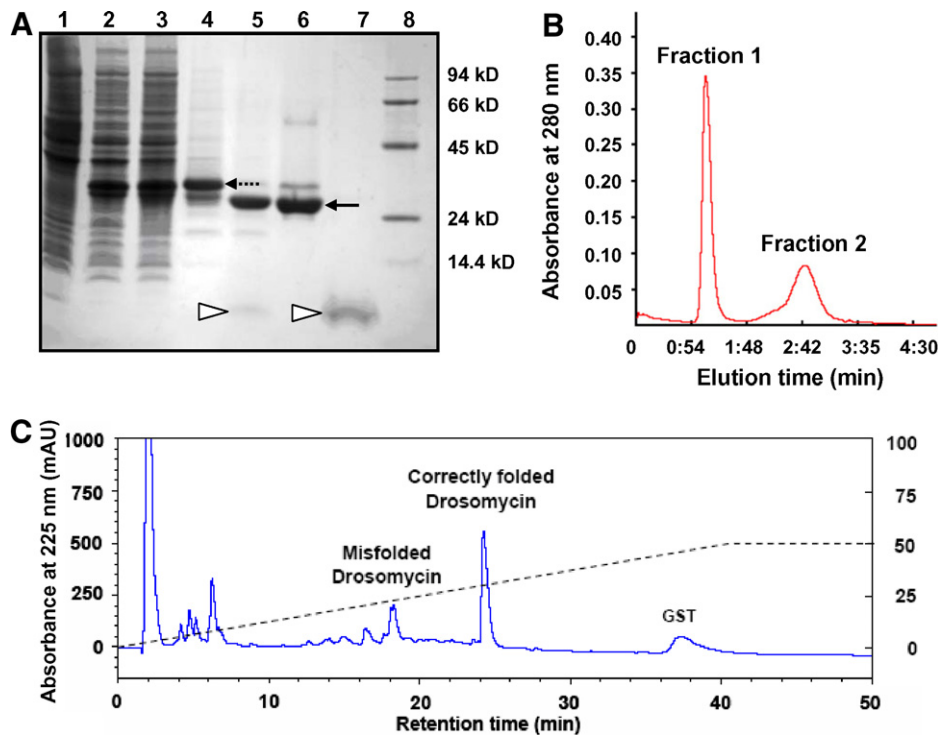 A
1 2 3 4 5 6 7 8
94 kD
66 kD
45 kD
24 kD
14.4 kD
B
Absorbance at 280 nm
0.40
0.35
0.30
0.20
0.15
0.10
0.05
Fraction 1
Fraction 2
0 0:54 1:48 2:42 3:35 4:30
Elution time (min)
C
Absorbance at 225 nm (mAU)
1000
750
500
250
0
Misfolded
Drosomycin
Correctly folded
Drosomycin
GST
100
75
50
25
0
0 10 20 30 40 50
Retention time (min)